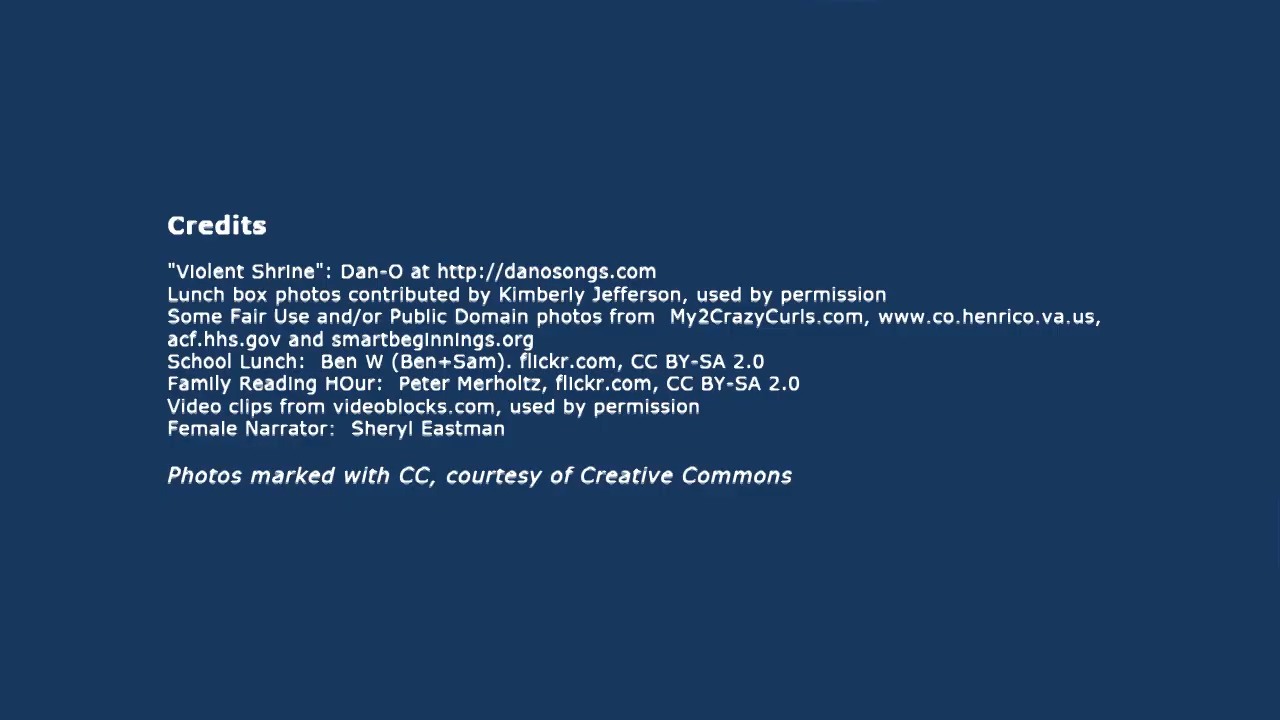 Credits
"Violent Shrine": Dan-O at http://danosongs.com
Lunch box photos contributed by Kimberly Jefferson, used by permission
Some Fair Use and/or Public Domain photos from  My2CrazyCurls.com, www.co.henrico.va.us,
acf.hhs.gov and smartbeginnings.org
School Lunch:  Ben W (Ben+Sam). flickr.com, CC BY-SA 2.0
Family Reading HOur:  Peter Merholtz, flickr.com, CC BY-SA 2.0
Video clips from videoblocks.com, used by permission
Female Narrator:  Sheryl Eastman
Photos marked with CC, courtesy of Creative Commons